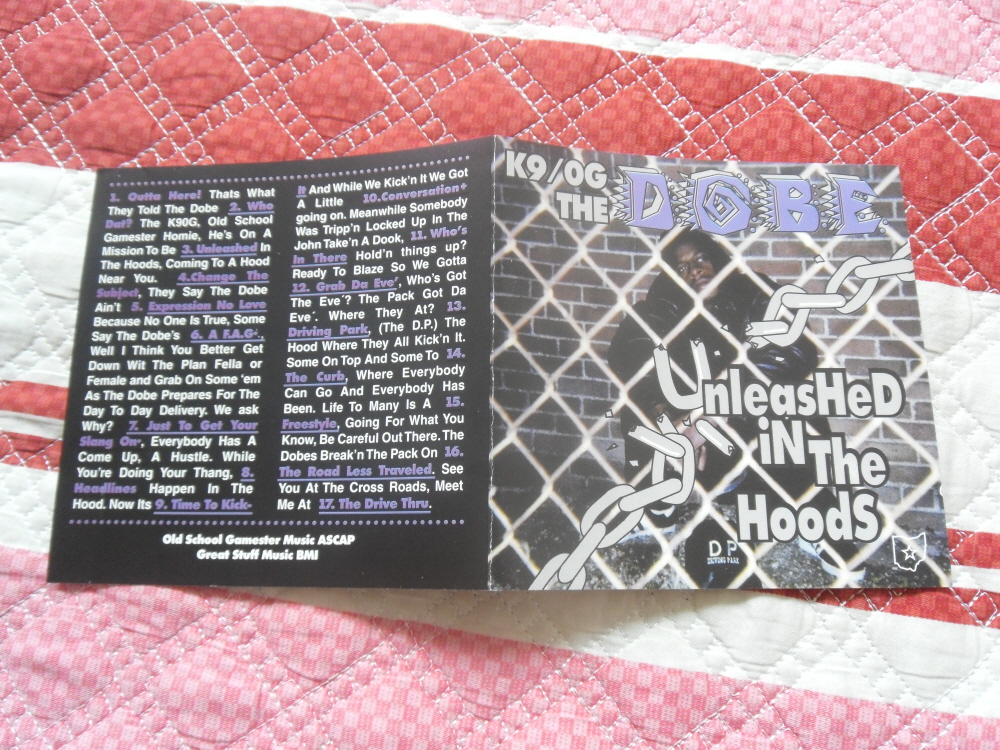 1. Outta Here! Thats What
They Told The Dobe 2. Who
Dat? The K90G, Old School
Gamester Homie, He's On A
Mission To Be 3. Unleashed In
The Hoods, Coming To A Hood
Near You. 4.Change The
Subject, They Say The Dobe
Ain't 5. Expression No Love
Because No One Is True, Some
Say The Dobe's 6. A F.A.G.,
Well I Think You Better Get
Down Wit The Plan Fella or
Female and Grab On Some 'em
As The Dobe Prepares For The
Day To Day Delivery. We ask
Why? 7. Just To Get Your
Slang On, Everybody Has A
Come Up, A Hustle. While
You're Doing Your Thang, 8.
Headlines Happen In The
Hood. Now Its 9. Time To Kick-
It And While We Kick'n It We Got
A Little 10.Conversation
going on. Meanwhile Somebody
Was Tripp'n Locked Up In The
John Take'n A Dook, 11. Who's
In There Hold'n things up?
Ready To Blaze So We Gotta
12. Grab Da Eve', Who's Got
The Eve'? The Pack Got Da
Eve'. Where They At? 13.
Driving Park, (The D.P.) The
Hood Where They All Kick'n It.
Some On Top And Some To 14.
The Curb, Where Everybody
Can Go And Everybody Has
Been. Life To Many Is A 15.
Freestyle, Going For What You
Know, Be Careful Out There. The
Dobes Break'n The Pack On 16.
The Road Less Traveled. See
You At The Cross Roads, Meet
Me At 17. The Drive Thru.
Old School Gamester Music ASCAP
Great Stuff Music BMI
K9/OG
THE
D.O.B.E.
UnleasHeD
iN The
HoodS
D P
DRIVING PARK